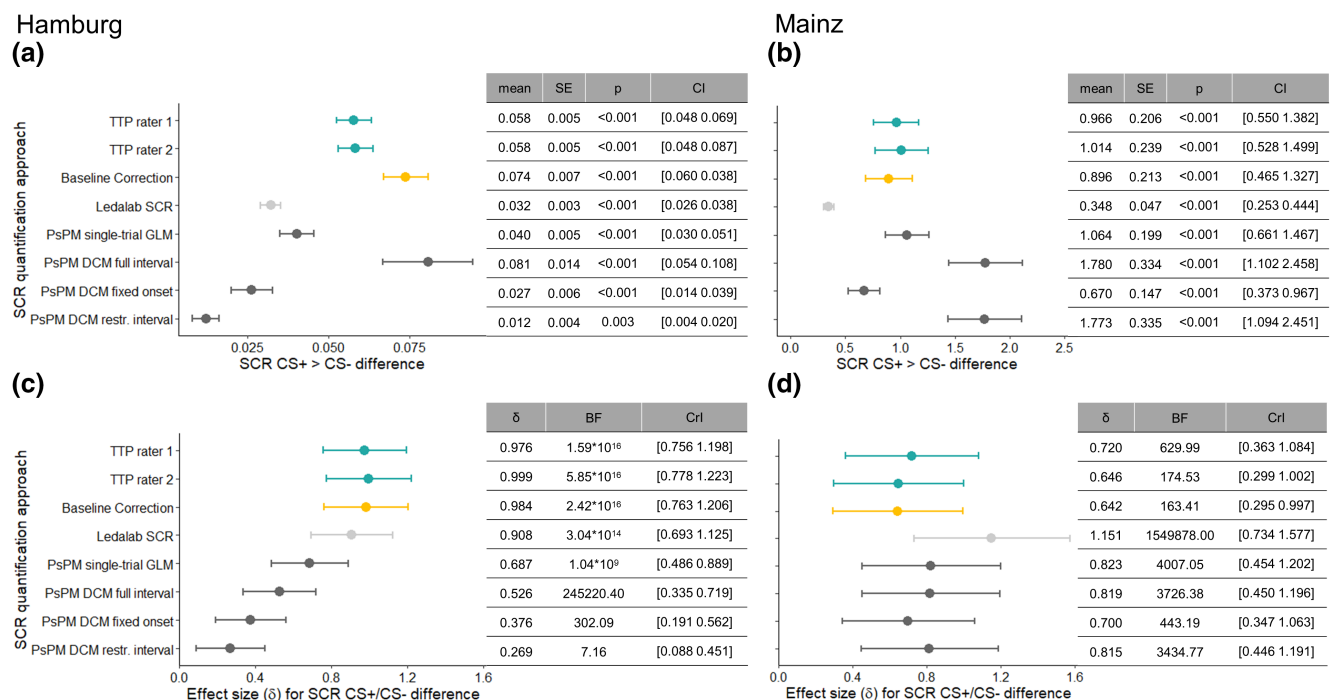 Hamburg
(a)
mean SE p CI
TTP rater 1 0.058 0.005 <0.001 [0.048 0.069]
TTP rater 2 0.058 0.005 <0.001 [0.048 0.087]
Baseline Correction 0.074 0.007 <0.001 [0.060 0.038]
Ledalab SCR 0.032 0.003 <0.001 [0.026 0.038]
PsPM single-trial GLM 0.040 0.005 <0.001 [0.030 0.051]
PsPM DCM full interval 0.081 0.014 <0.001 [0.054 0.108]
PsPM DCM fixed onset 0.027 0.006 <0.001 [0.014 0.039]
PsPM DCM restr. interval 0.012 0.004 0.003 [0.004 0.020]
SCR quantification approach
0.025 0.050 0.075
SCR CS+ > CS- difference
Mainz
(b)
mean SE p CI
0.966 0.206 <0.001 [0.550 1.382]
1.014 0.239 <0.001 [0.528 1.499]
0.896 0.213 <0.001 [0.465 1.327]
0.348 0.047 <0.001 [0.253 0.444]
1.064 0.199 <0.001 [0.661 1.467]
1.780 0.334 <0.001 [1.102 2.458]
0.670 0.147 <0.001 [0.373 0.967]
1.773 0.335 <0.001 [1.094 2.451]
0.0 0.5 1.0 1.5 2.0 2.5
SCR CS+ > CS- difference
(c)
δ BF CrI
TTP rater 1 0.976 1.59*10¹⁶ [0.756 1.198]
TTP rater 2 0.999 5.85*10¹⁶ [0.778 1.223]
Baseline Correction 0.984 2.42*10¹⁶ [0.763 1.206]
Ledalab SCR 0.908 3.04*10¹⁴ [0.693 1.125]
PsPM single-trial GLM 0.687 1.04*10⁹ [0.486 0.889]
PsPM DCM full interval 0.526 245220.40 [0.335 0.719]
PsPM DCM fixed onset 0.376 302.09 [0.191 0.562]
PsPM DCM restr. interval 0.269 7.16 [0.088 0.451]
SCR quantification approach
0.0 0.4 0.8 1.2 1.6
Effect size (δ) for SCR CS+/CS- difference
(d)
δ BF CrI
0.720 629.99 [0.363 1.084]
0.646 174.53 [0.299 1.002]
0.642 163.41 [0.295 0.997]
1.151 1549878.00 [0.734 1.577]
0.823 4007.05 [0.454 1.202]
0.819 3726.38 [0.450 1.196]
0.700 443.19 [0.347 1.063]
0.815 3434.77 [0.446 1.191]
0.0 0.4 0.8 1.2 1.6
Effect size (δ) for SCR CS+/CS- difference